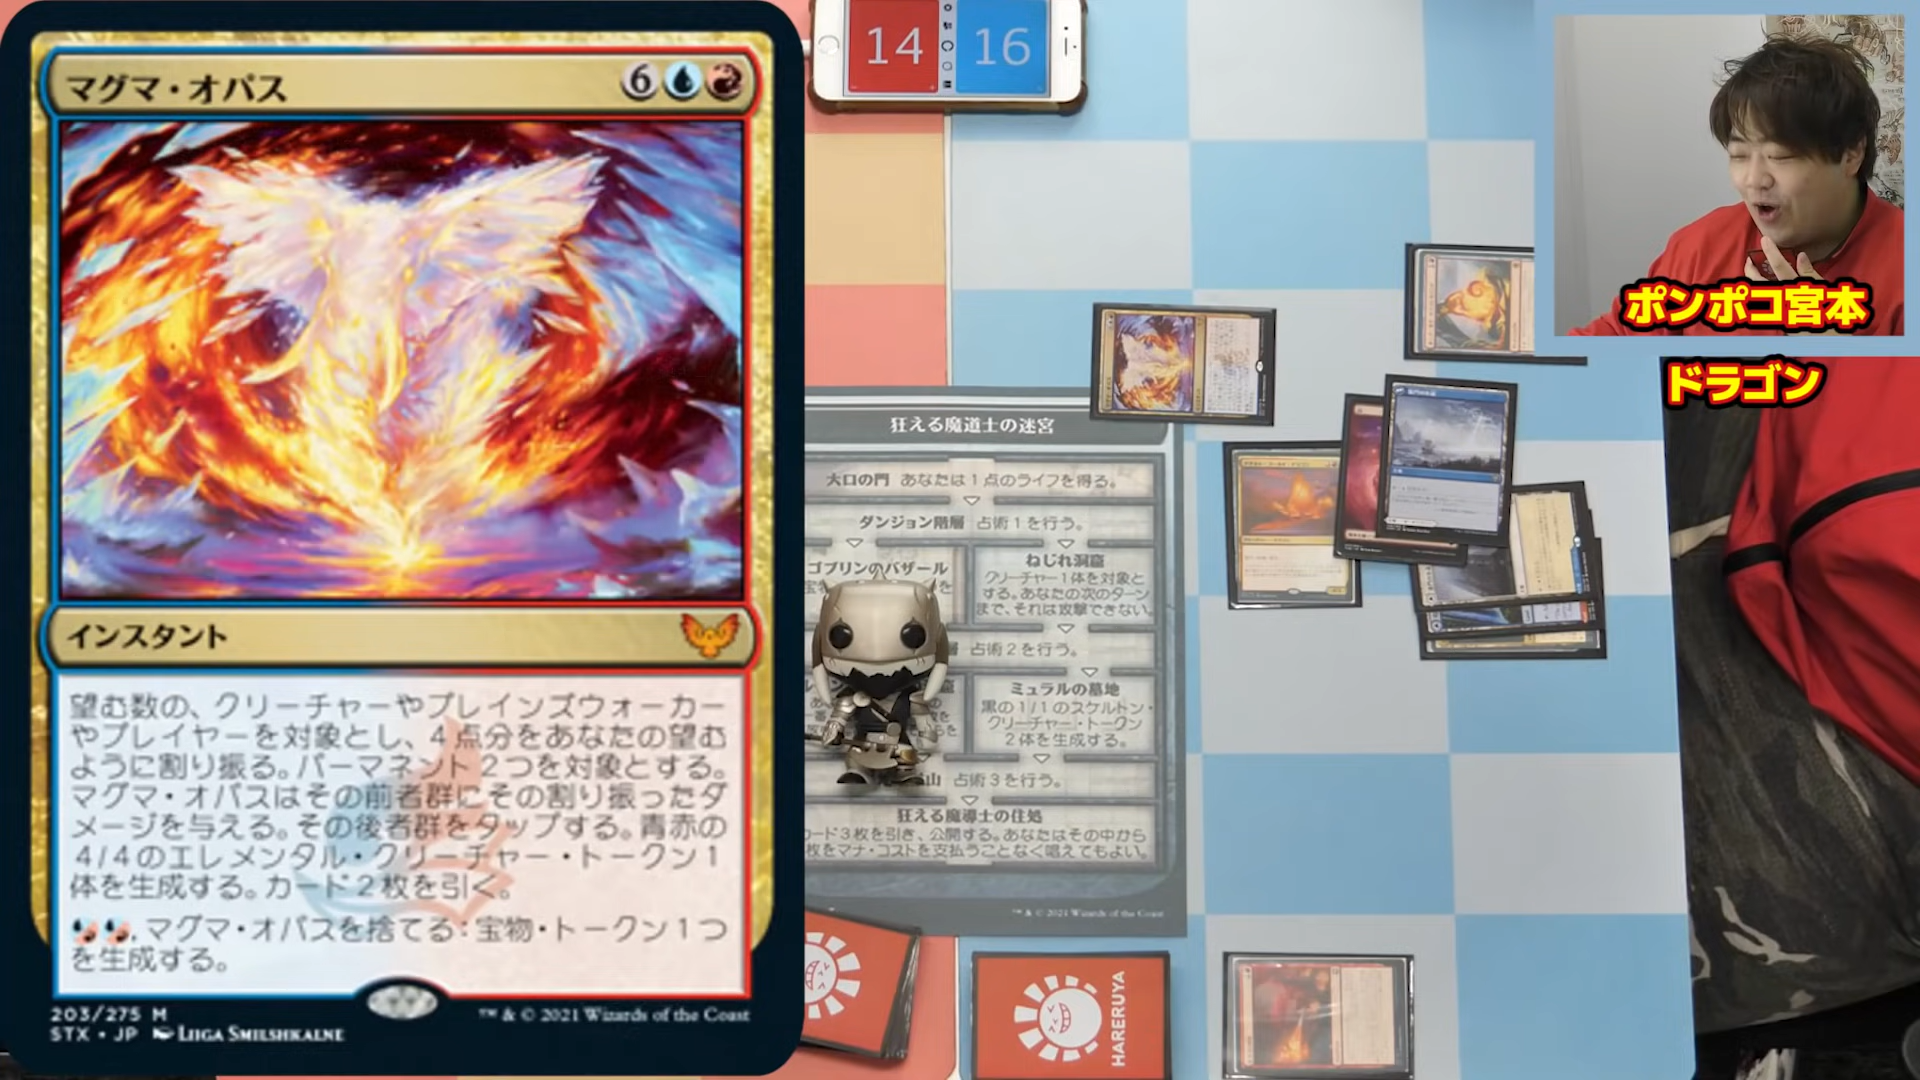 マグマ・オパス
6
インスタント
望む数の、クリーチャーやプレインズウォーカー
やプレイヤーを対象とし、4点分をあなたの望む
ように割り振る。パーマネント2つを対象とする。
マグマ・オパスはその前者群にその割り振ったダ
メージを与える。その後者群をタップする。青赤の
4/4のエレメンタル・クリーチャー・トークン1
体を生成する。カード2枚を引く。
マグマ・オパスを捨てる：宝物・トークン1つ
を生成する。
203/275 M
STX・JP LIIGA SMILSHKALNE
™ & © 2021 Wizards of the Coast
14
16
ポンポコ宮本
ドラゴン
狂える魔道士の迷宮
大口の門 あなたは1点のライフを得る。
ダンジョン階層 占術1を行う。
ゴブリンのバザール
ねじれ洞窟
クリーチャー1体を対象と
する。あなたの次のターン
まで、それは攻撃できない。
占術2を行う。
ミュラルの墓地
黒の1/1のスケルトン・
クリーチャー・トークン
2体を生成する。
山 占術3を行う。
狂える魔導士の住処
カード3枚を引き、公開する。あなたはその中から
枚をマナ・コストを支払うことなく唱えてもよい。
™ & © 2021 Wizards of the Coast
HARERUYA